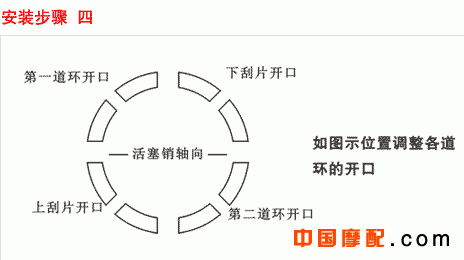 安装步骤 四
第一道环开口
下刮片开口
活塞销轴向
如图示位置调整各道
环的开口
上刮片开口
第二道环开口
中国摩配.com